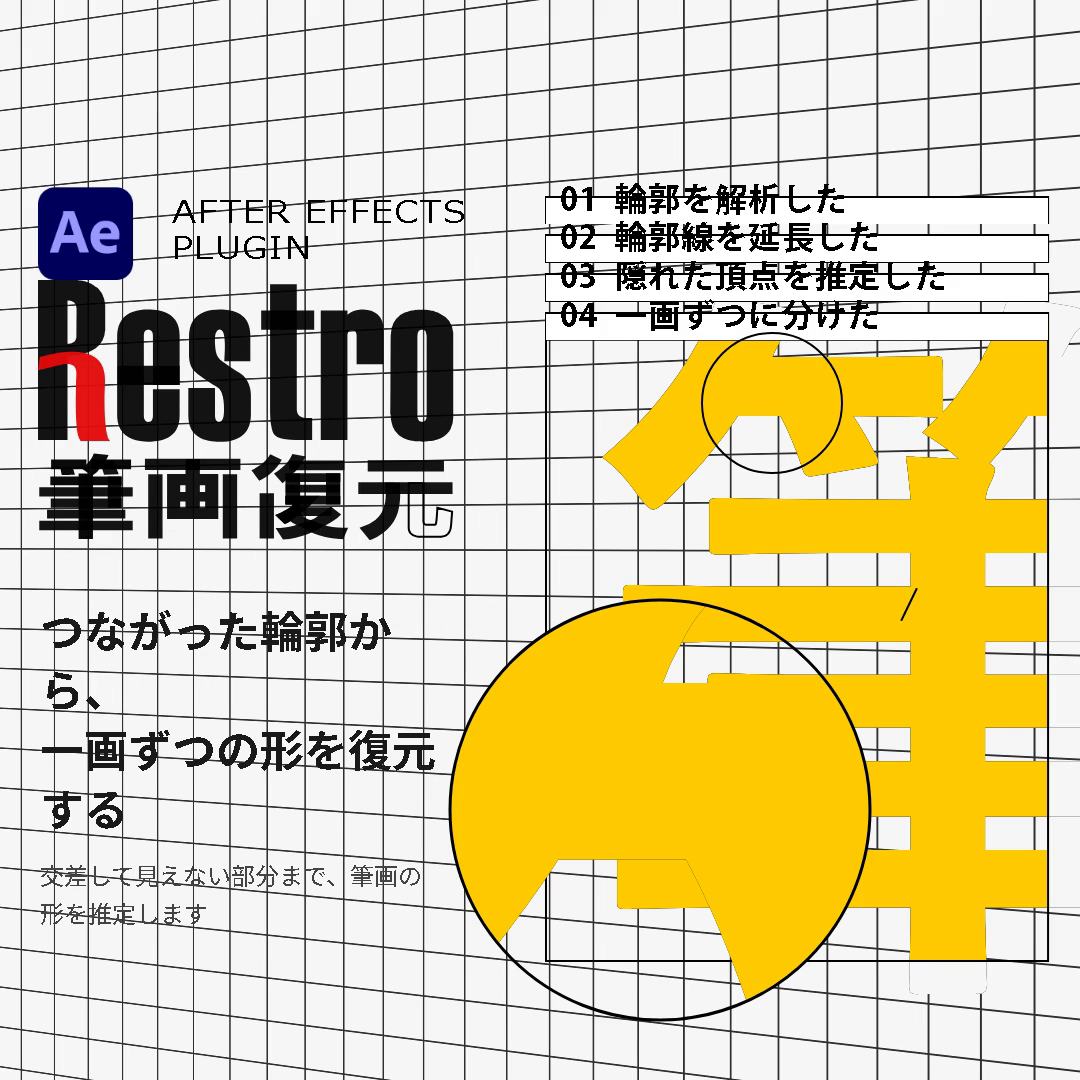 Ae
AFTER EFFECTS
PLUGIN
Restro
筆画復元
つながった輪郭か
ら、
一画ずつの形を復元
する
交差して見えない部分まで、筆画の
形を推定します
01 輪郭を解析した
02 輪郭線を延長した
03 隠れた頂点を推定した
04 一画ずつに分けた
筆